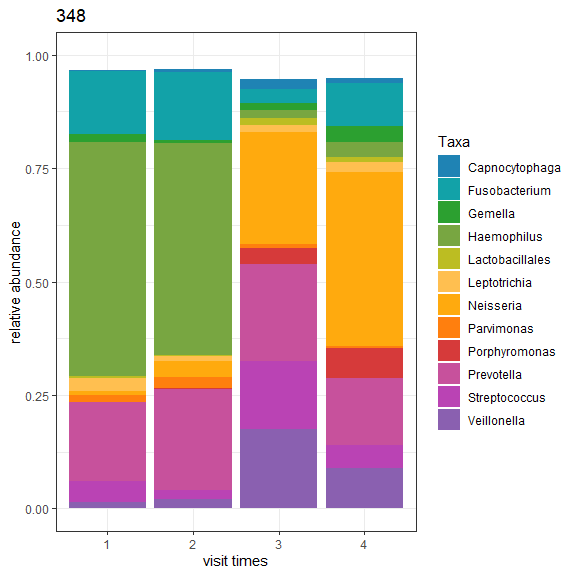 348
relative abundance
1.00
0.75
0.50
0.25
0.00
1 2 3 4
visit times
Taxa
Capnocytophaga
Fusobacterium
Gemella
Haemophilus
Lactobacillales
Leptotrichia
Neisseria
Parvimonas
Porphyromonas
Prevotella
Streptococcus
Veillonella